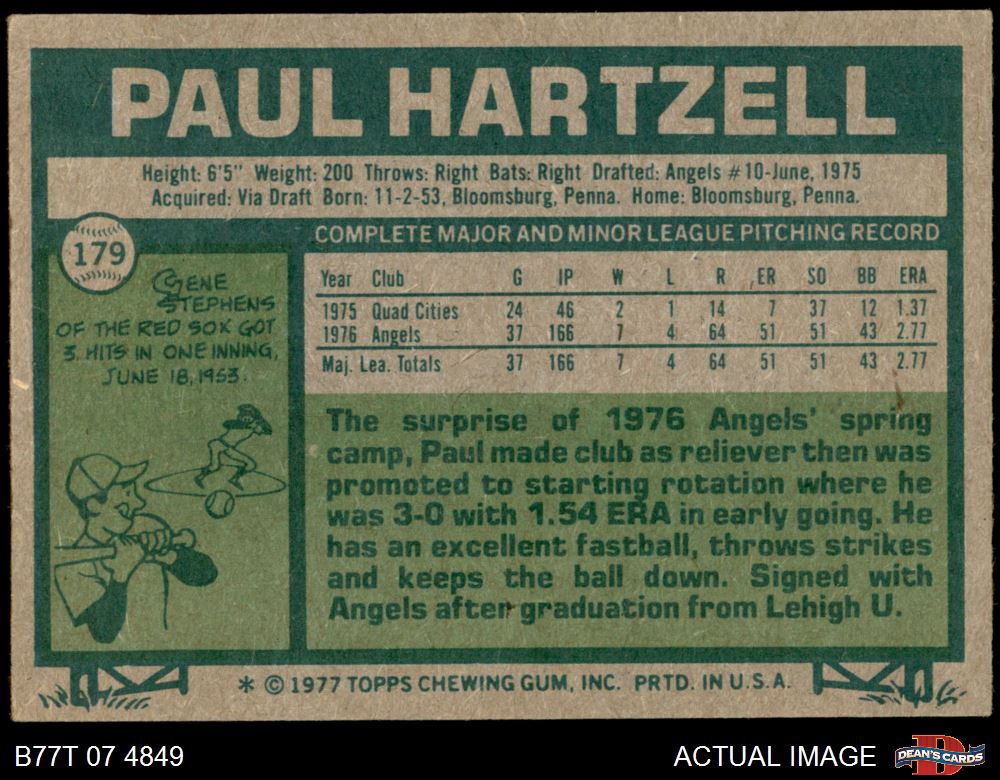 PAUL HARTZELL
Height: 6'5" Weight: 200 Throws: Right Bats: Right Drafted: Angels #10-June, 1975
Acquired: Via Draft Born: 11-2-53, Bloomsburg, Penna. Home: Bloomsburg, Penna.
179
GENE
STEPHENS
OF THE RED SOX GOT
3 HITS IN ONE INNING,
JUNE 18, 1953.
COMPLETE MAJOR AND MINOR LEAGUE PITCHING RECORD
Year Club G IP W L R ER SO BB ERA
1975 Quad Cities 24 46 2 1 14 7 37 12 1.37
1976 Angels 37 166 7 4 64 51 51 43 2.77
Maj. Lea. Totals 37 166 7 4 64 51 51 43 2.77
The surprise of 1976 Angels' spring
camp, Paul made club as reliever then was
promoted to starting rotation where he
was 3-0 with 1.54 ERA in early going. He
has an excellent fastball, throws strikes
and keeps the ball down. Signed with
Angels after graduation from Lehigh U.
* © 1977 TOPPS CHEWING GUM, INC. PRTD. IN U.S.A.
B77T 07 4849
ACTUAL IMAGE
D
DEAN'S CARDS